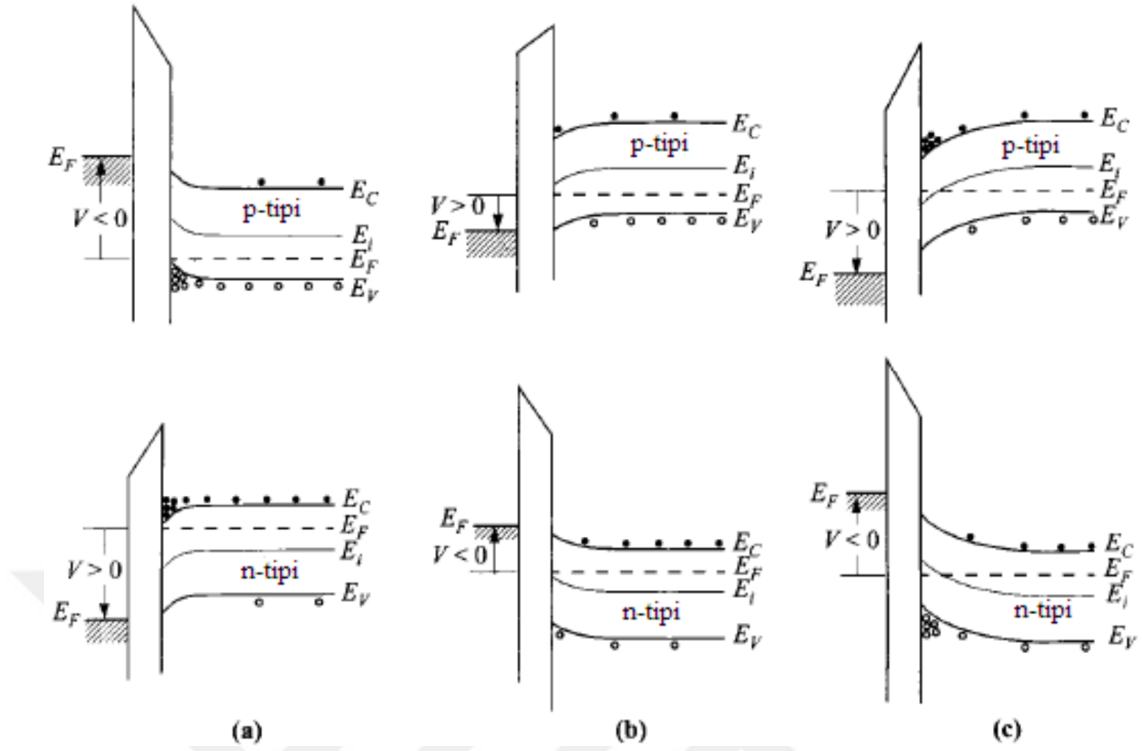 E_F
V < 0
p-tipi
E_C
E_i
E_F
E_V
V > 0
E_F
p-tipi
E_C
E_i
E_F
E_V
V > 0
E_F
p-tipi
E_C
E_i
E_F
E_V
V > 0
E_F
n-tipi
E_C
E_F
E_i
E_V
E_F
V < 0
n-tipi
E_C
E_F
E_i
E_V
E_F
V < 0
n-tipi
E_C
E_F
E_i
E_V
(a)
(b)
(c)